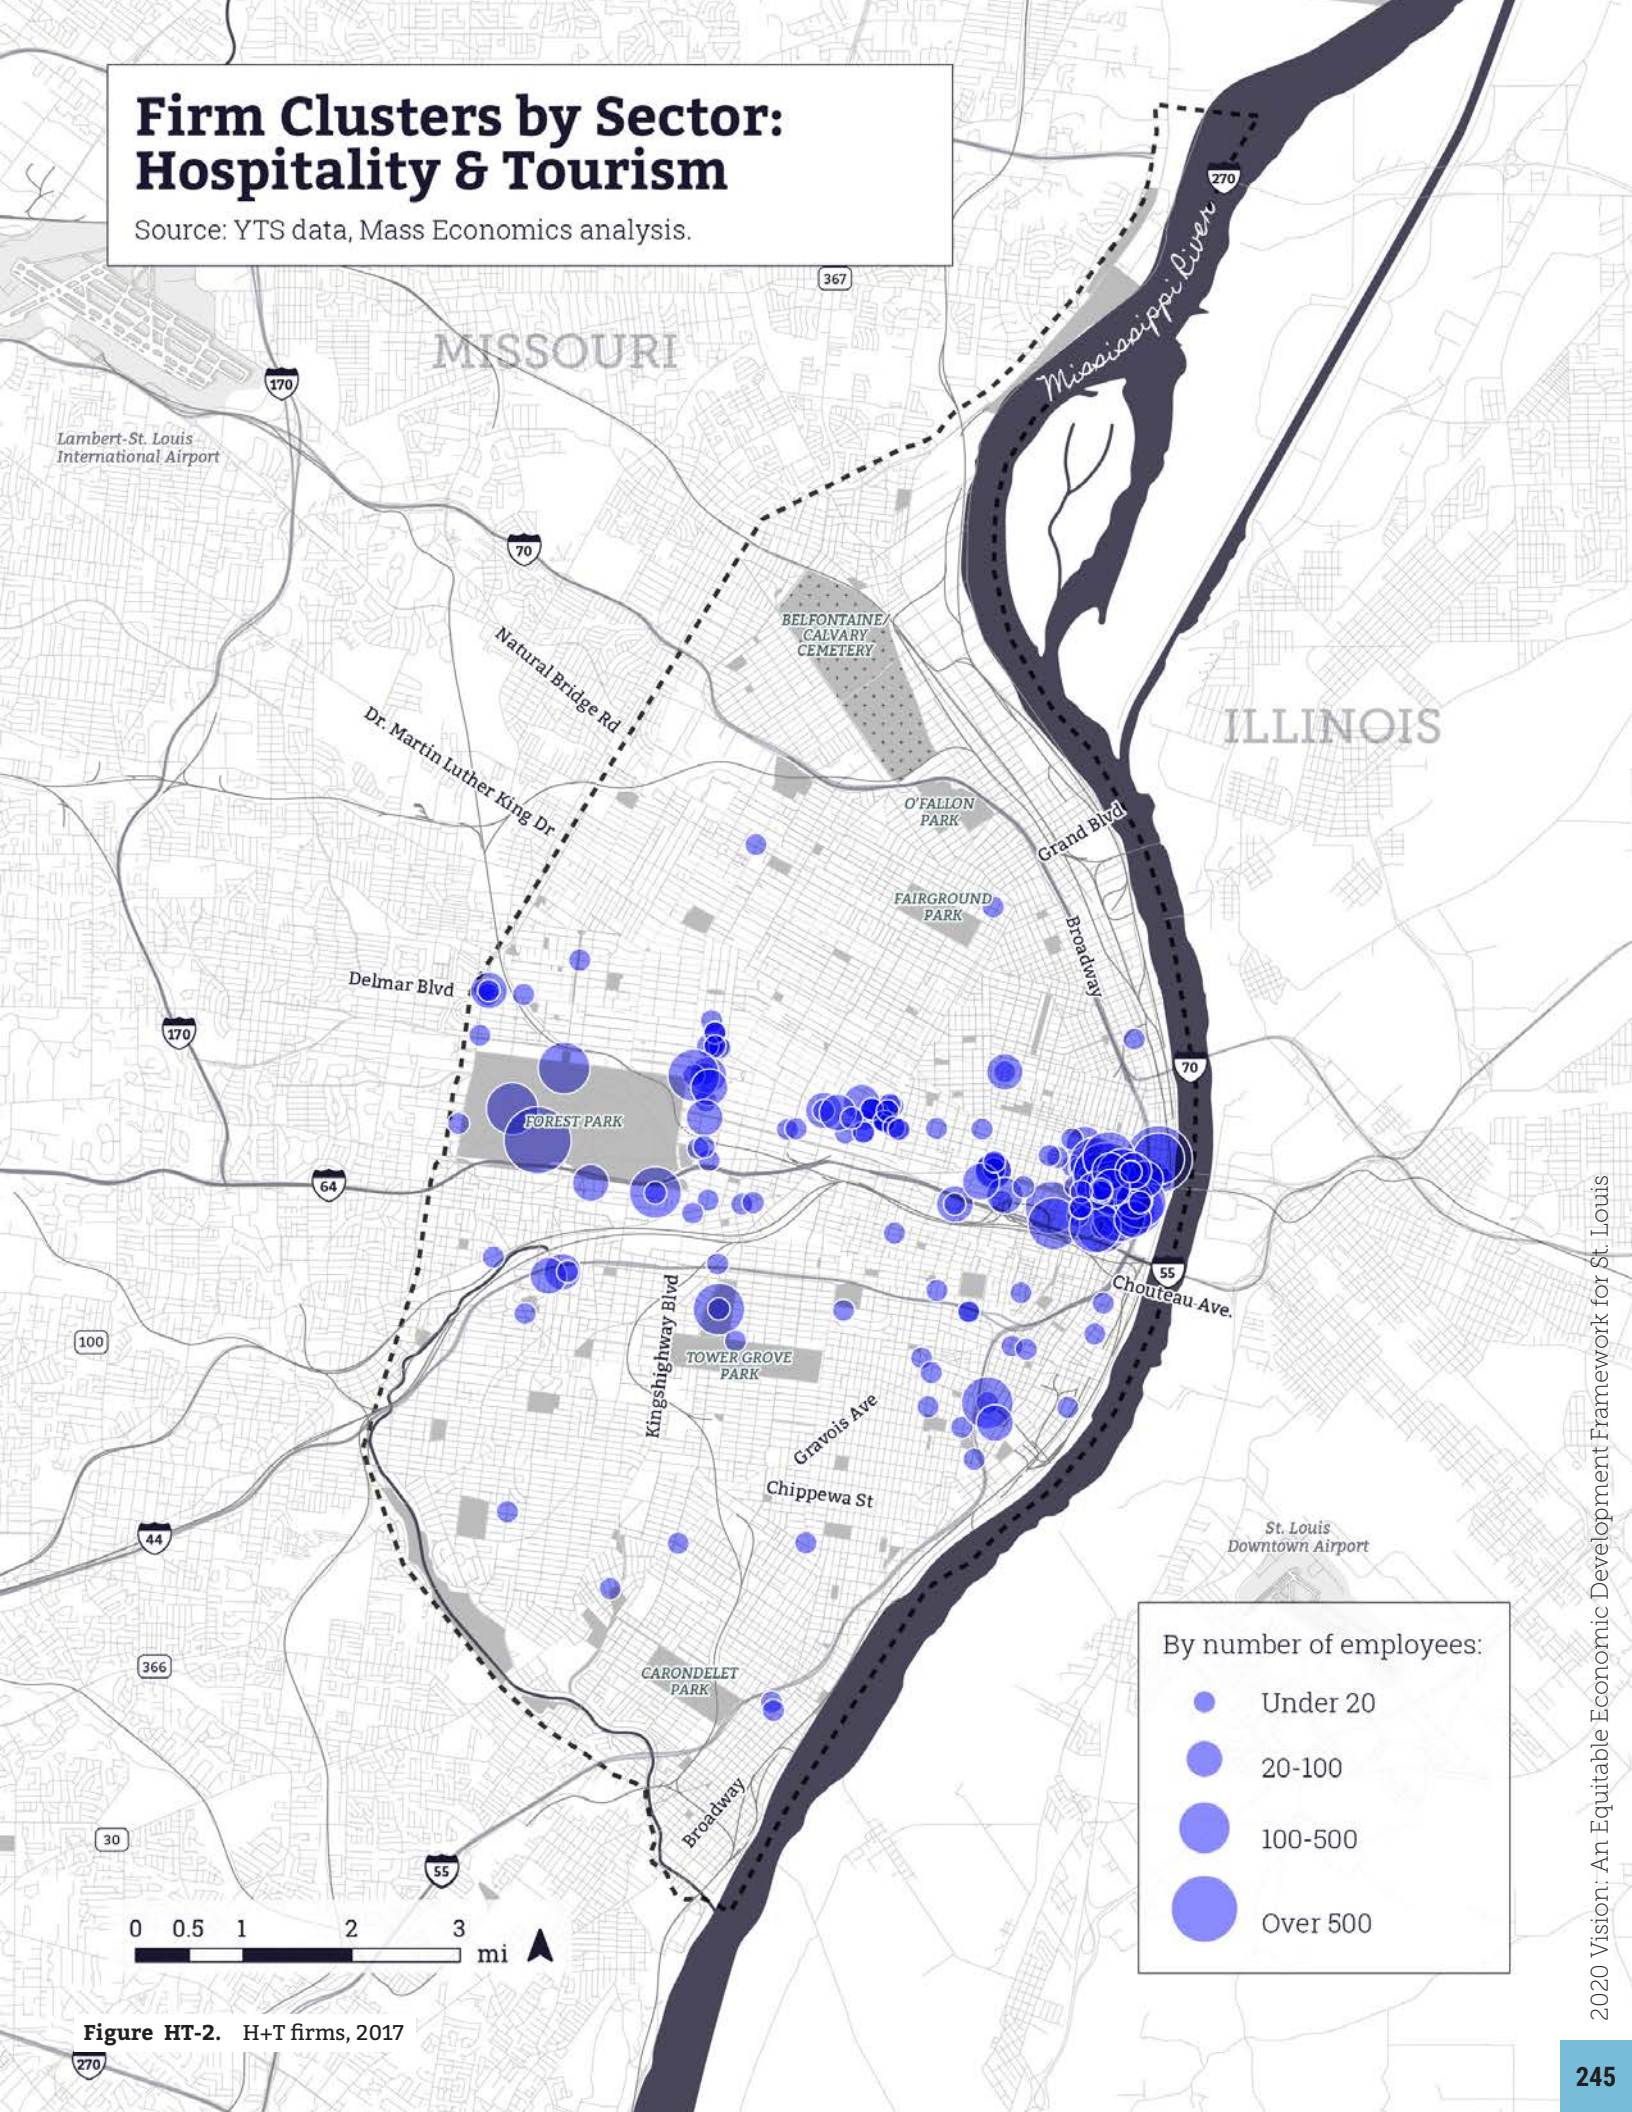 Firm Clusters by Sector:
Hospitality & Tourism
Source: YTS data, Mass Economics analysis.
270
Mississippi River
367
MISSOURI
170
Lambert-St. Louis
International Airport
70
BELFONTAINE/
CALVARY
CEMETERY
Natural Bridge Rd
Dr. Martin Luther King Dr
ILLINOIS
O'FALLON
PARK
Grand Blvd
FAIRGROUND
PARK
Broadway
Delmar Blvd
170
70
FOREST PARK
64
55
Chouteau Ave.
100
Kingshighway Blvd
TOWER GROVE
PARK
Gravois Ave
Chippewa St
44
St. Louis
Downtown Airport
366
CARONDELET
PARK
Broadway
30
55
By number of employees:
Under 20
20-100
100-500
Over 500
0 0.5 1 2 3
mi
Figure HT-2. H+T firms, 2017
270
2020 Vision: An Equitable Economic Development Framework for St. Louis
245